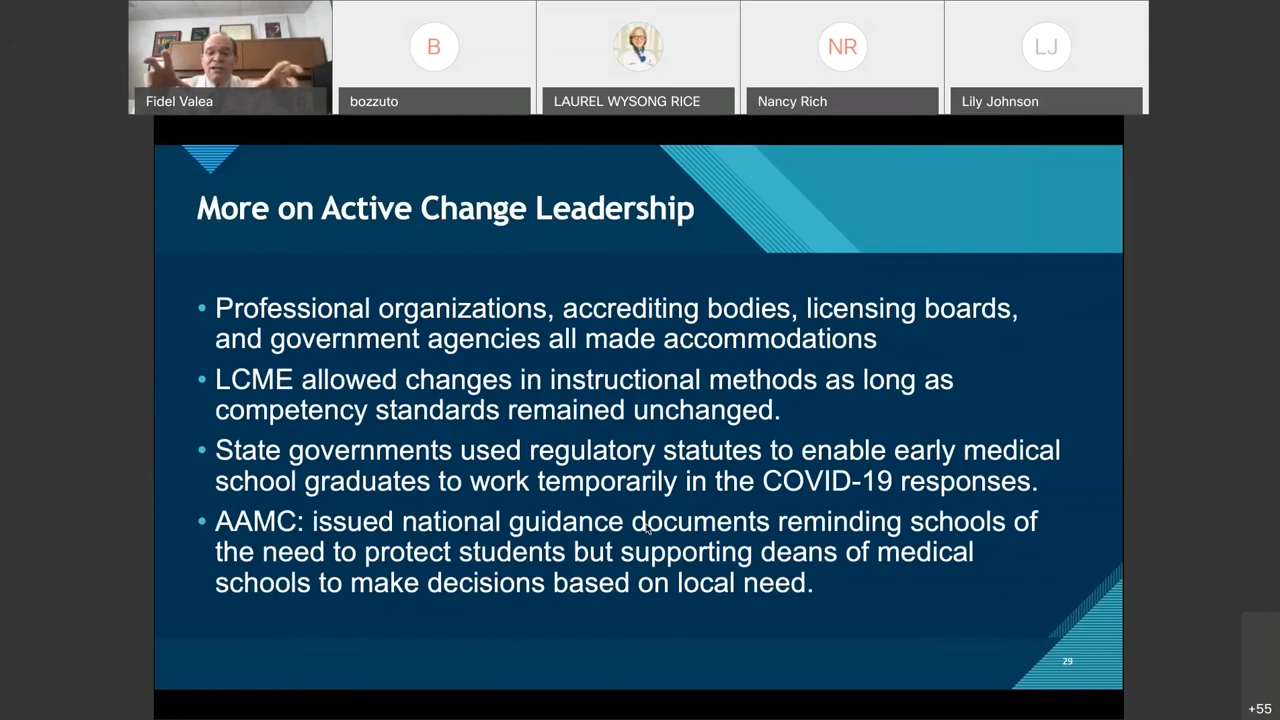 B
NR
LJ
Fidel Valea
bozzuto
LAUREL WYSONG RICE
Nancy Rich
Lily Johnson
More on Active Change Leadership
• Professional organizations, accrediting bodies, licensing boards,
and government agencies all made accommodations
• LCME allowed changes in instructional methods as long as
competency standards remained unchanged.
• State governments used regulatory statutes to enable early medical
school graduates to work temporarily in the COVID-19 responses.
• AAMC: issued national guidance documents reminding schools of
the need to protect students but supporting deans of medical
schools to make decisions based on local need.
29
+55